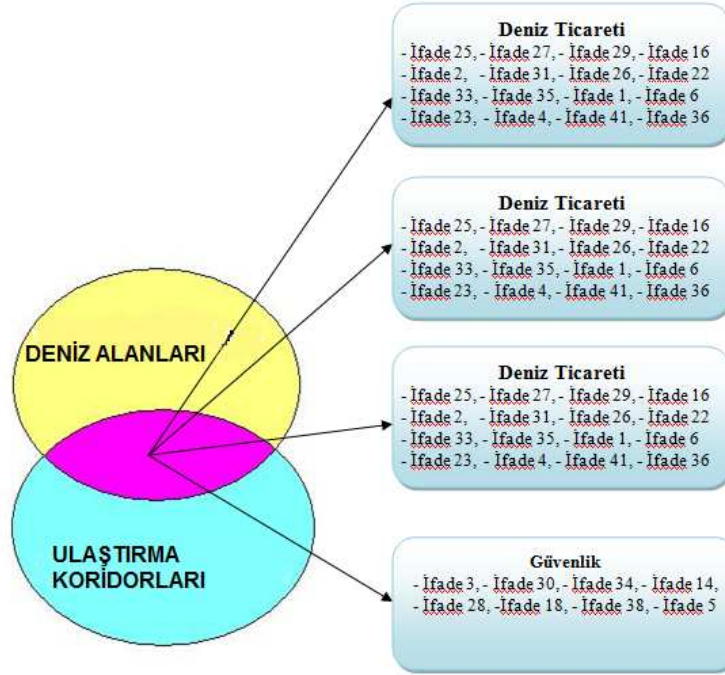 Deniz Ticareti
- İfade 25, - İfade 27, - İfade 29, - İfade 16
- İfade 2, - İfade 31, - İfade 26, - İfade 22
- İfade 33, - İfade 35, - İfade 1, - İfade 6
- İfade 23, - İfade 4, - İfade 41, - İfade 36
Deniz Ticareti
- İfade 25, - İfade 27, - İfade 29, - İfade 16
- İfade 2, - İfade 31, - İfade 26, - İfade 22
- İfade 33, - İfade 35, - İfade 1, - İfade 6
- İfade 23, - İfade 4, - İfade 41, - İfade 36
DENİZ ALANLARI
Deniz Ticareti
- İfade 25, - İfade 27, - İfade 29, - İfade 16
- İfade 2, - İfade 31, - İfade 26, - İfade 22
- İfade 33, - İfade 35, - İfade 1, - İfade 6
- İfade 23, - İfade 4, - İfade 41, - İfade 36
ULAŞTIRMA
KORİDORLARI
Güvenlik
- İfade 3, - İfade 30, - İfade 34, - İfade 14,
- İfade 28, -İfade 18, - İfade 38, - İfade 5